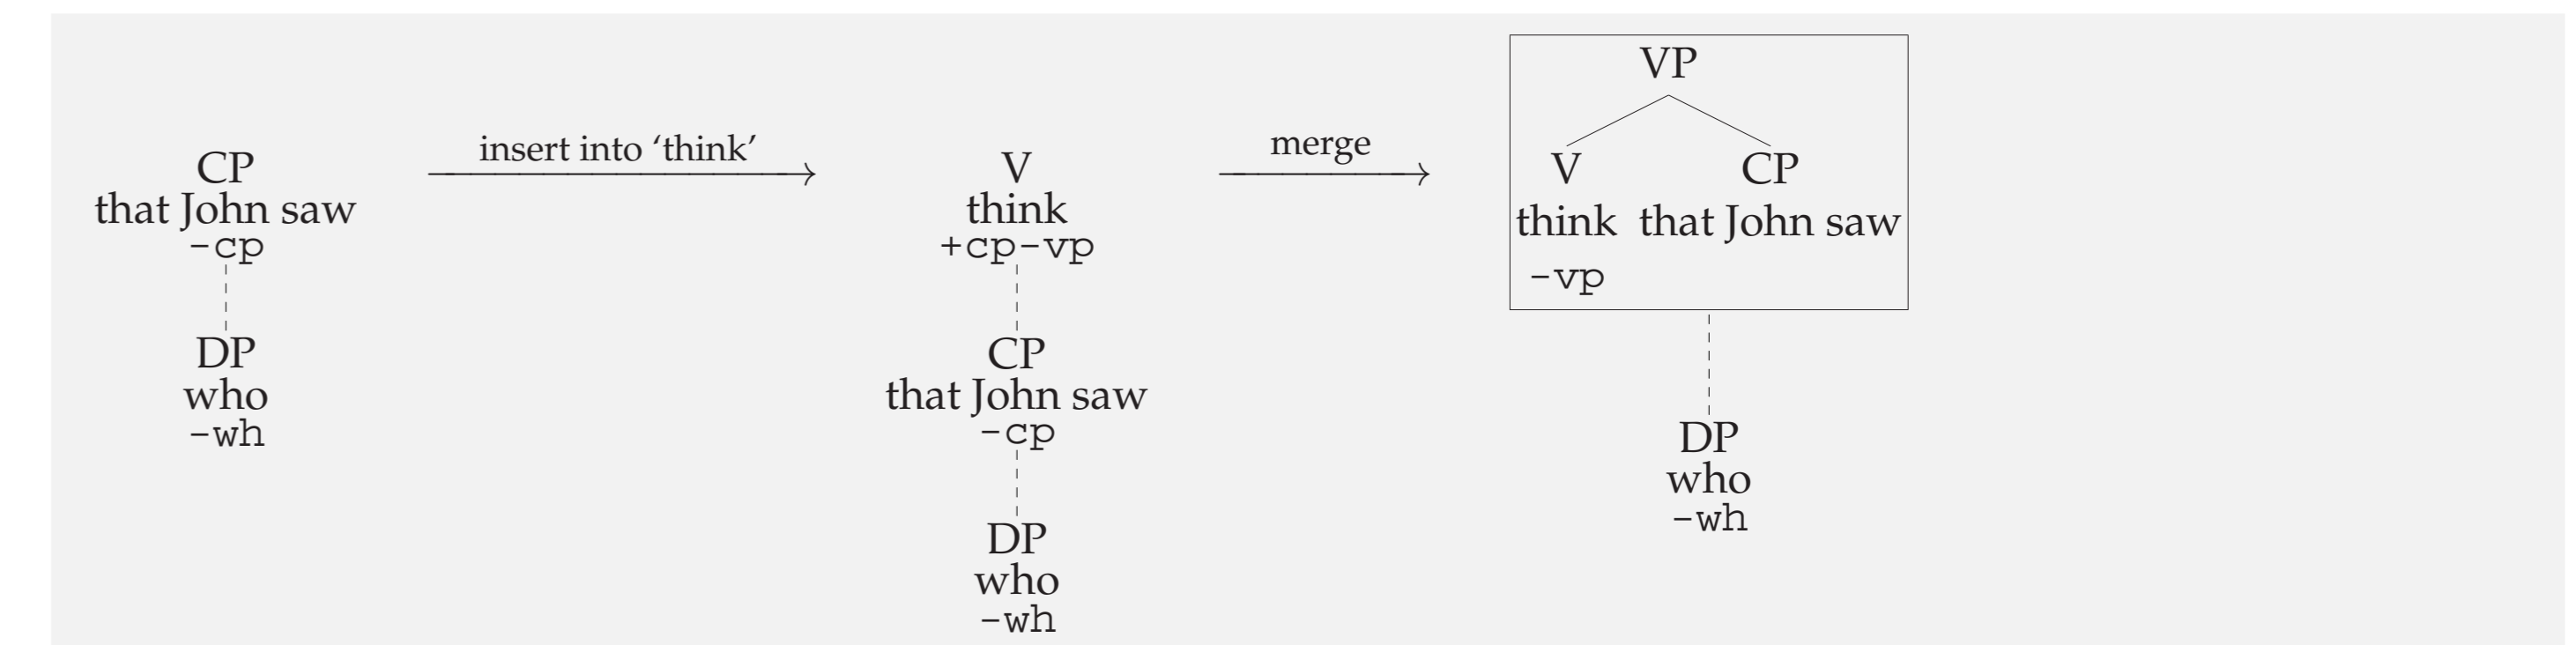 CP
that John saw
-cp
DP
who
-wh
insert into ‘think’
V
think
+cp-vp
CP
that John saw
-cp
DP
who
-wh
merge
VP
V CP
think that John saw
-vp
DP
who
-wh